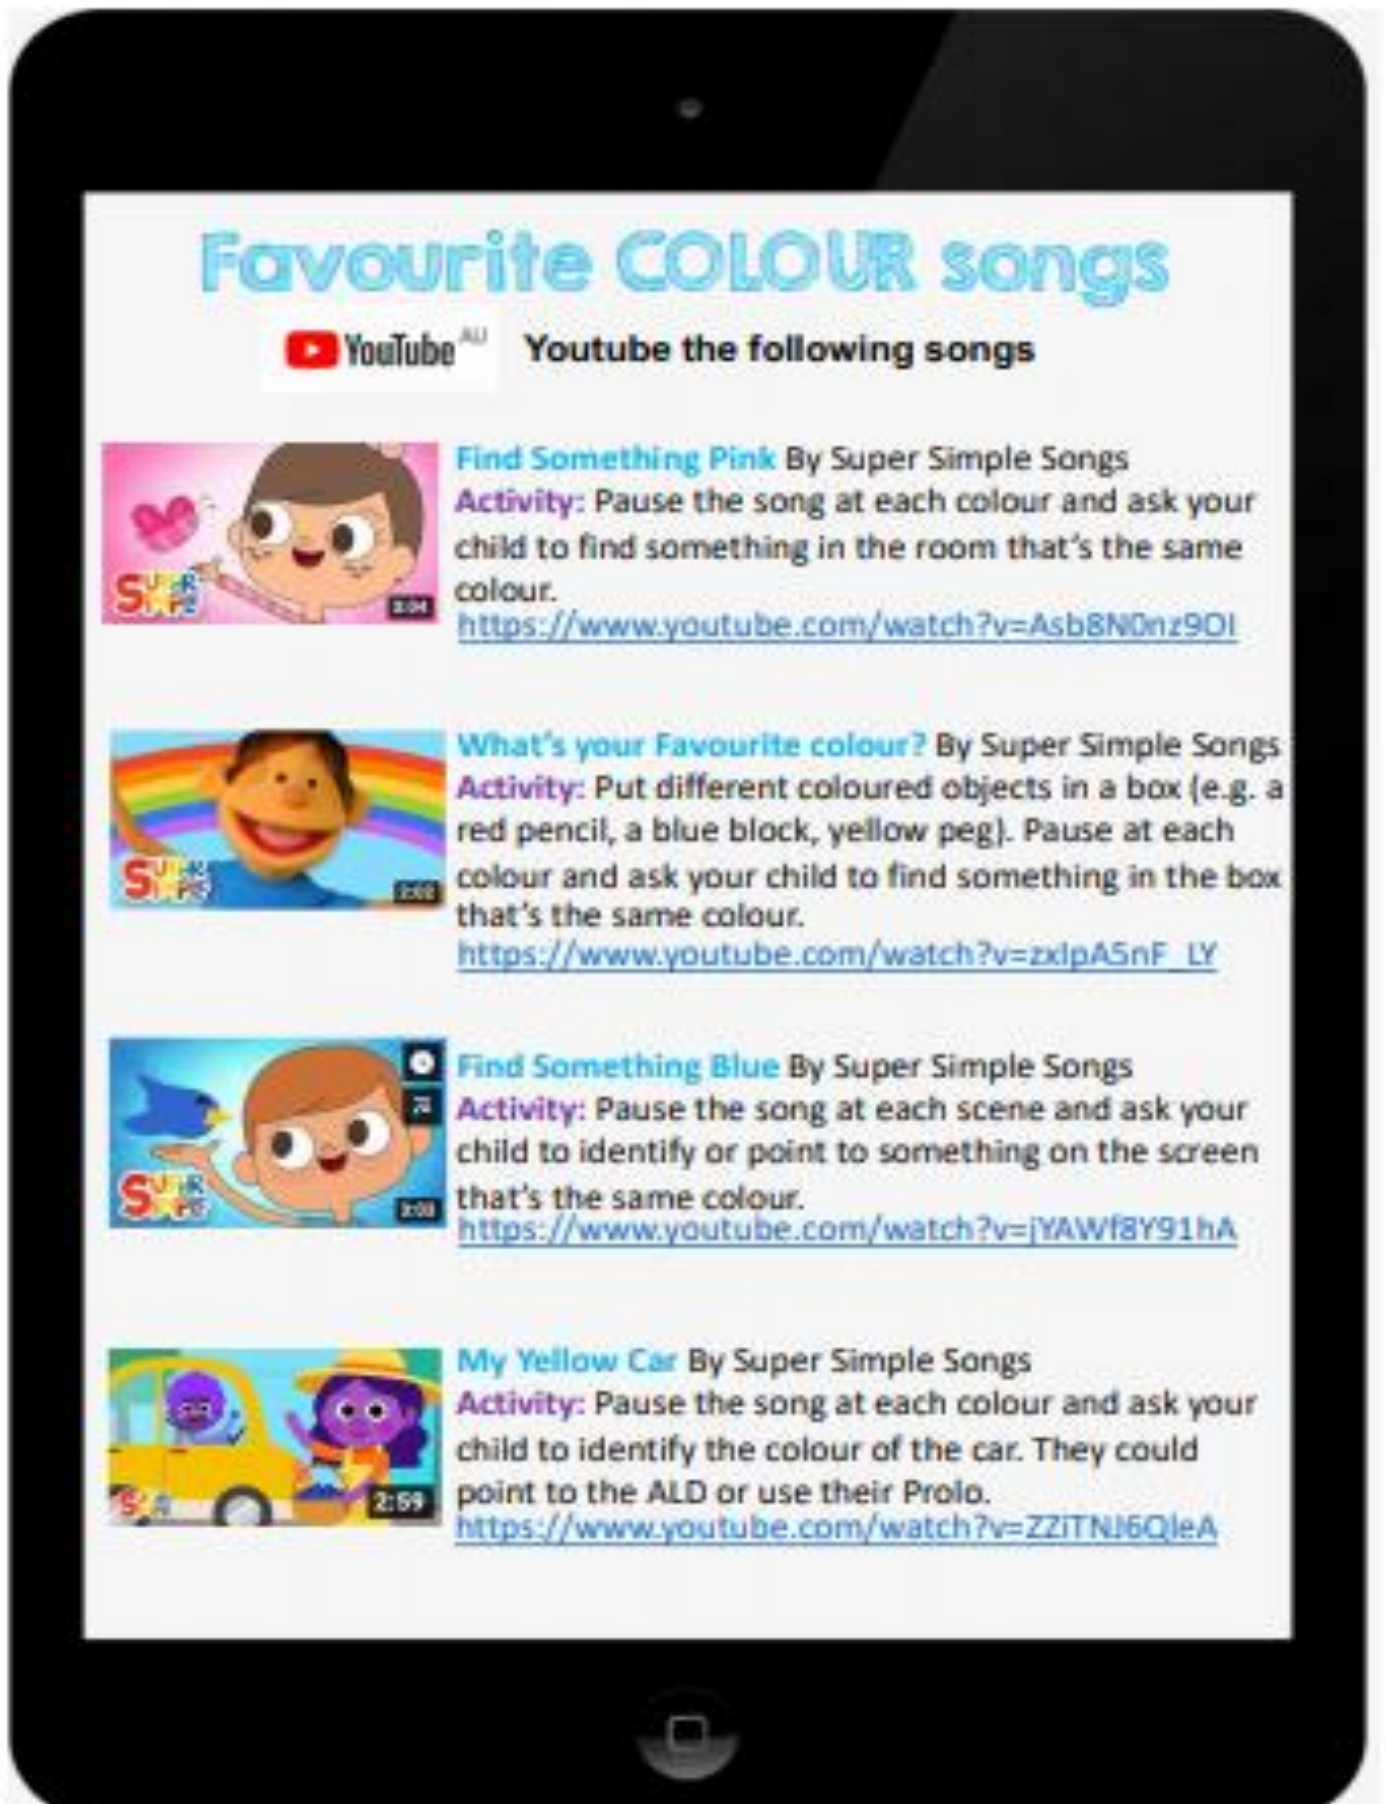 Favourite COLOUR songs
YouTube AU Youtube the following songs
Find Something Pink By Super Simple Songs
Activity: Pause the song at each colour and ask your
child to find something in the room that's the same
colour.
https://www.youtube.com/watch?v=Asb8N0nz9OI
SUPER
SIMPLE
What's your Favourite colour? By Super Simple Songs
Activity: Put different coloured objects in a box (e.g. a
red pencil, a blue block, yellow peg). Pause at each
colour and ask your child to find something in the box
that's the same colour.
https://www.youtube.com/watch?v=zxIpA5nF_LY
SUPER
SIMPLE
Find Something Blue By Super Simple Songs
Activity: Pause the song at each scene and ask your
child to identify or point to something on the screen
that's the same colour.
https://www.youtube.com/watch?v=jYAWf8Y91hA
SUPER
SIMPLE
My Yellow Car By Super Simple Songs
Activity: Pause the song at each colour and ask your
child to identify the colour of the car. They could
point to the ALD or use their Prolo.
https://www.youtube.com/watch?v=ZZiTNJ6QleA
2:59